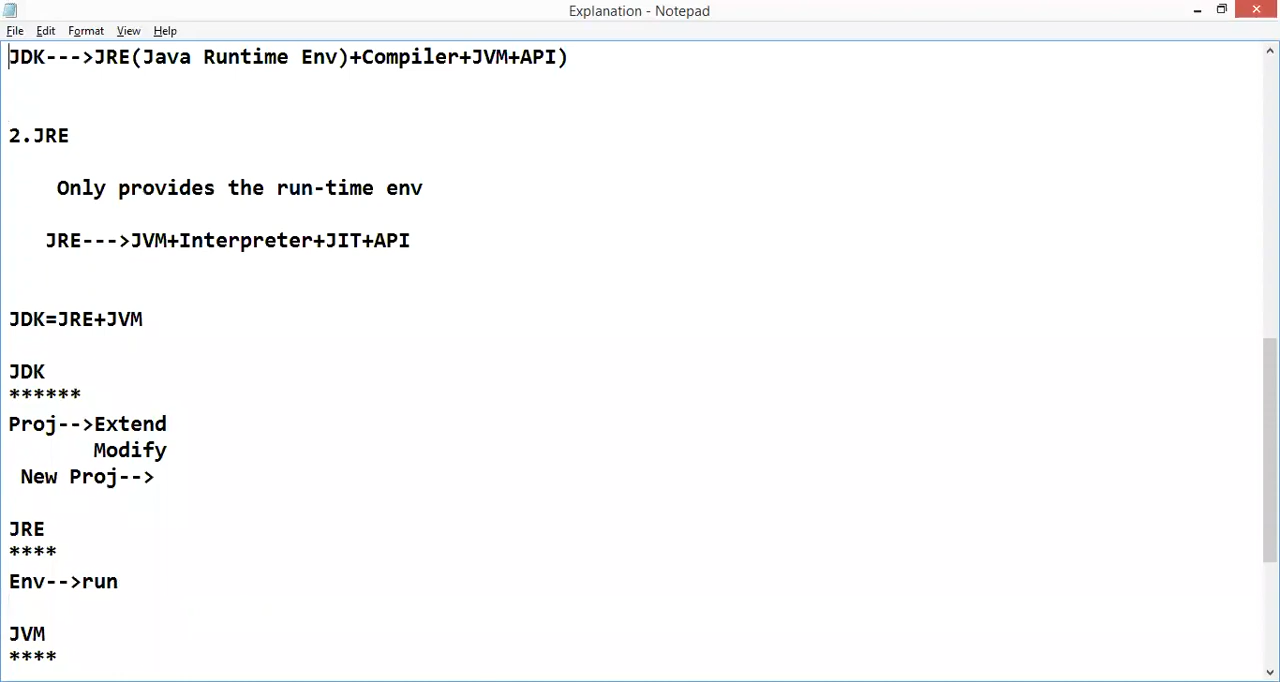 Explanation - Notepad
File Edit Format View Help
JDK--->JRE(Java Runtime Env)+Compiler+JVM+API)
2.JRE
Only provides the run-time env
JRE--->JVM+Interpreter+JIT+API
JDK=JRE+JVM
JDK
******
Proj-->Extend
Modify
New Proj-->
JRE
****
Env-->run
JVM
****